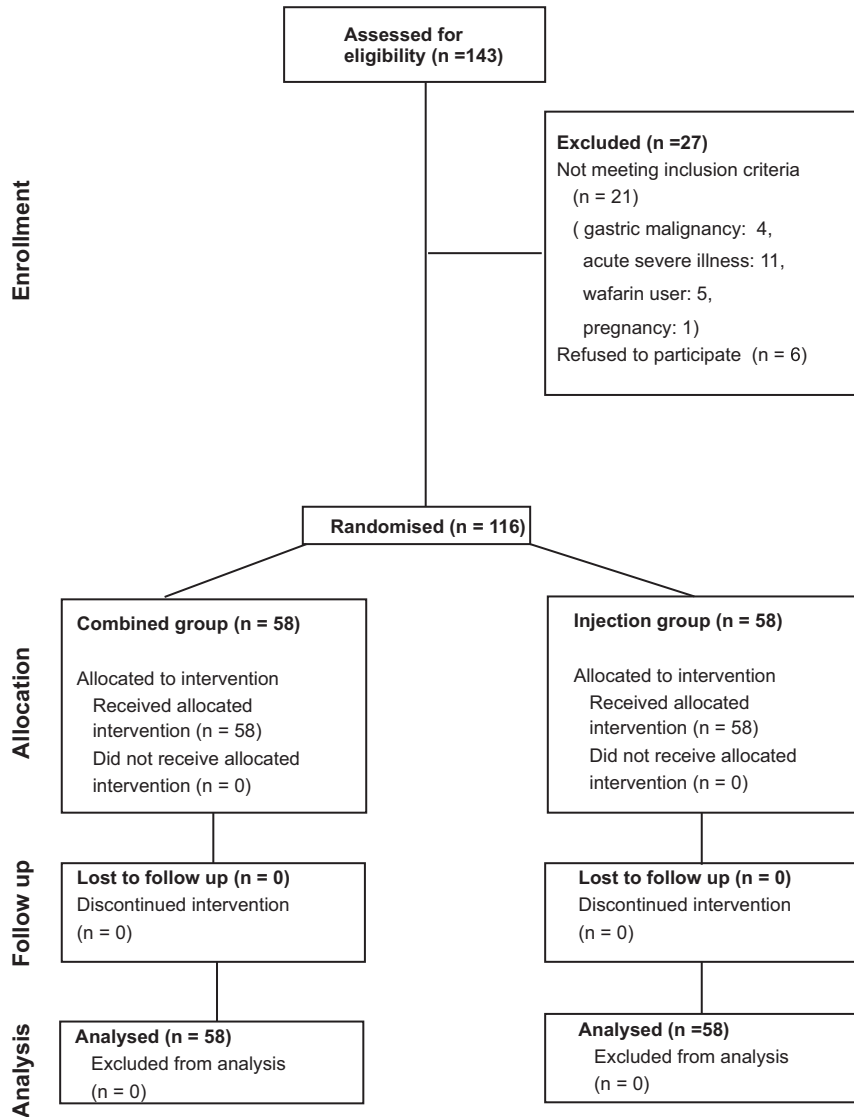 Assessed for
eligibility (n =143)
Enrollment
Excluded (n =27)
Not meeting inclusion criteria
(n = 21)
( gastric malignancy: 4,
acute severe illness: 11,
wafarin user: 5,
pregnancy: 1)
Refused to participate (n = 6)
Randomised (n = 116)
Allocation
Combined group (n = 58)
Allocated to intervention
Received allocated
intervention (n = 58)
Did not receive allocated
intervention (n = 0)
Injection group (n = 58)
Allocated to intervention
Received allocated
intervention (n = 58)
Did not receive allocated
intervention (n = 0)
Follow up
Lost to follow up (n = 0)
Discontinued intervention
(n = 0)
Lost to follow up (n = 0)
Discontinued intervention
(n = 0)
Analysis
Analysed (n = 58)
Excluded from analysis
(n = 0)
Analysed (n =58)
Excluded from analysis
(n = 0)